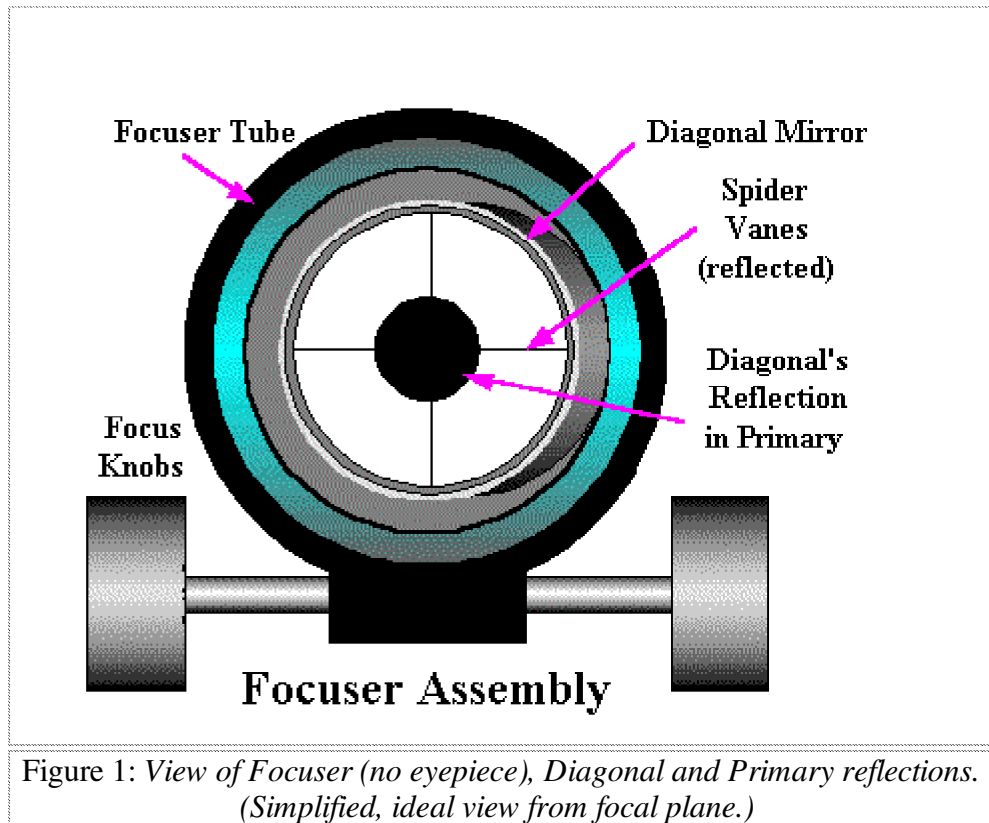 Focuser Tube
Diagonal Mirror
Spider
Vanes
(reflected)
Diagonal's
Reflection
in Primary
Focus
Knobs
Focuser Assembly
Figure 1: View of Focuser (no eyepiece), Diagonal and Primary reflections.
(Simplified, ideal view from focal plane.)